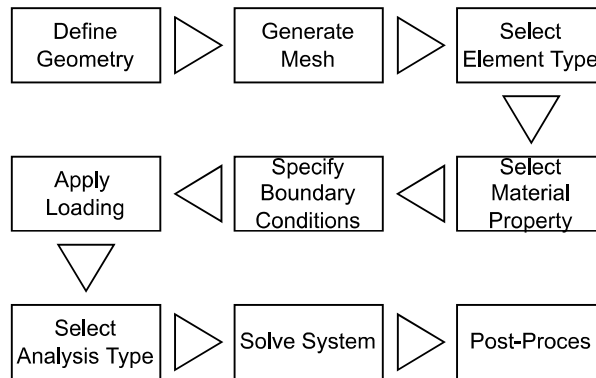 Define
Geometry
Generate
Mesh
Select
Element Type
Apply
Loading
Specify
Boundary
Conditions
Select
Material
Property
Select
Analysis Type
Solve System
Post-Proces